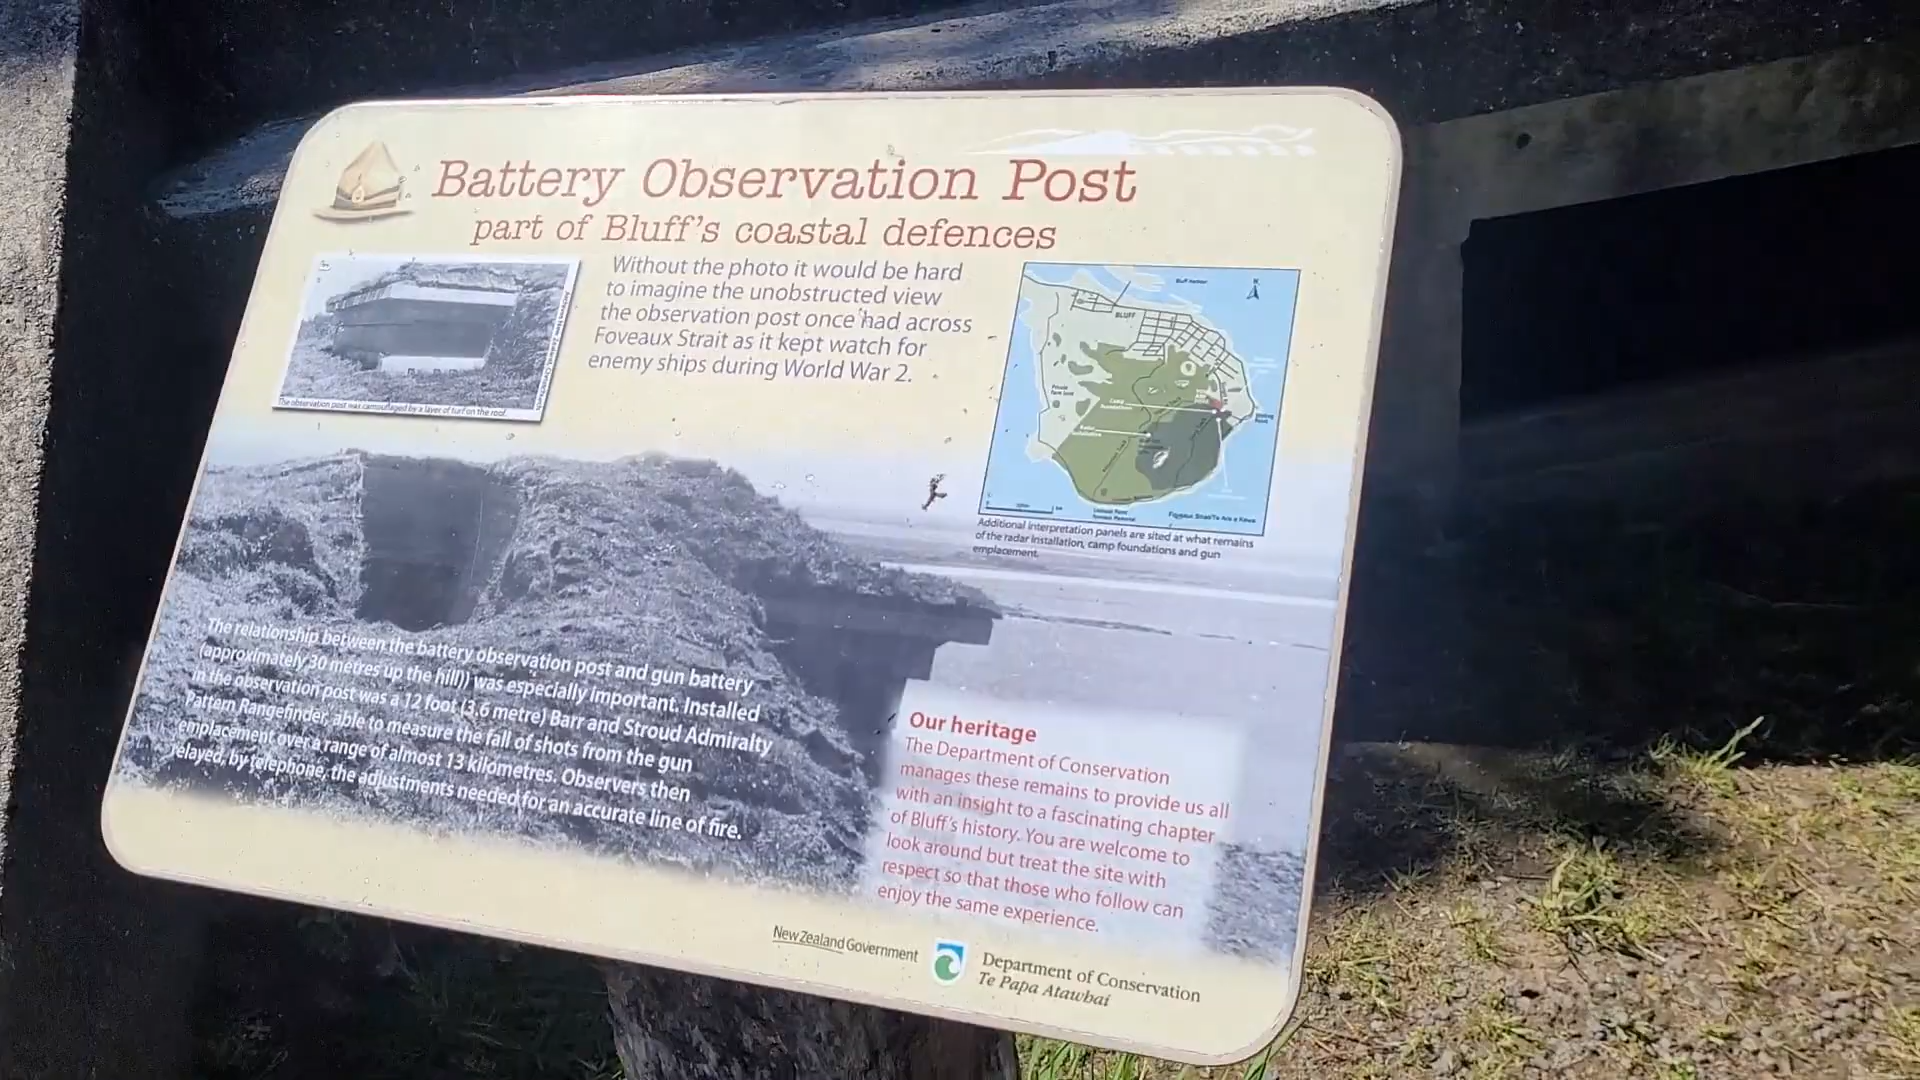 Battery Observation Post
part of Bluff's coastal defences
Without the photo it would be hard
to imagine the unobstructed view
the observation post once had across
Foveaux Strait as it kept watch for
enemy ships during World War 2.
The observation post was camouflaged by a layer of turf on the roof.
Bluff Harbour
N
BLUFF
Private
farm land
Camp
foundations
Radar
installation
Additional interpretation panels are sited at what remains
of the radar installation, camp foundations and gun
emplacement.
The relationship between the battery observation post and gun battery
(approximately 30 metres up the hill)) was especially important. Installed
in the observation post was a 12 foot (3.6 metre) Barr and Stroud Admiralty
Pattern Rangefinder, able to measure the fall of shots from the gun
emplacement over a range of almost 13 kilometres. Observers then
relayed, by telephone, the adjustments needed for an accurate line of fire.
Our heritage
The Department of Conservation
manages these remains to provide us all
with an insight to a fascinating chapter
of Bluff's history. You are welcome to
look around but treat the site with
respect so that those who follow can
enjoy the same experience.
New Zealand Government
Department of Conservation
Te Papa Atawhai